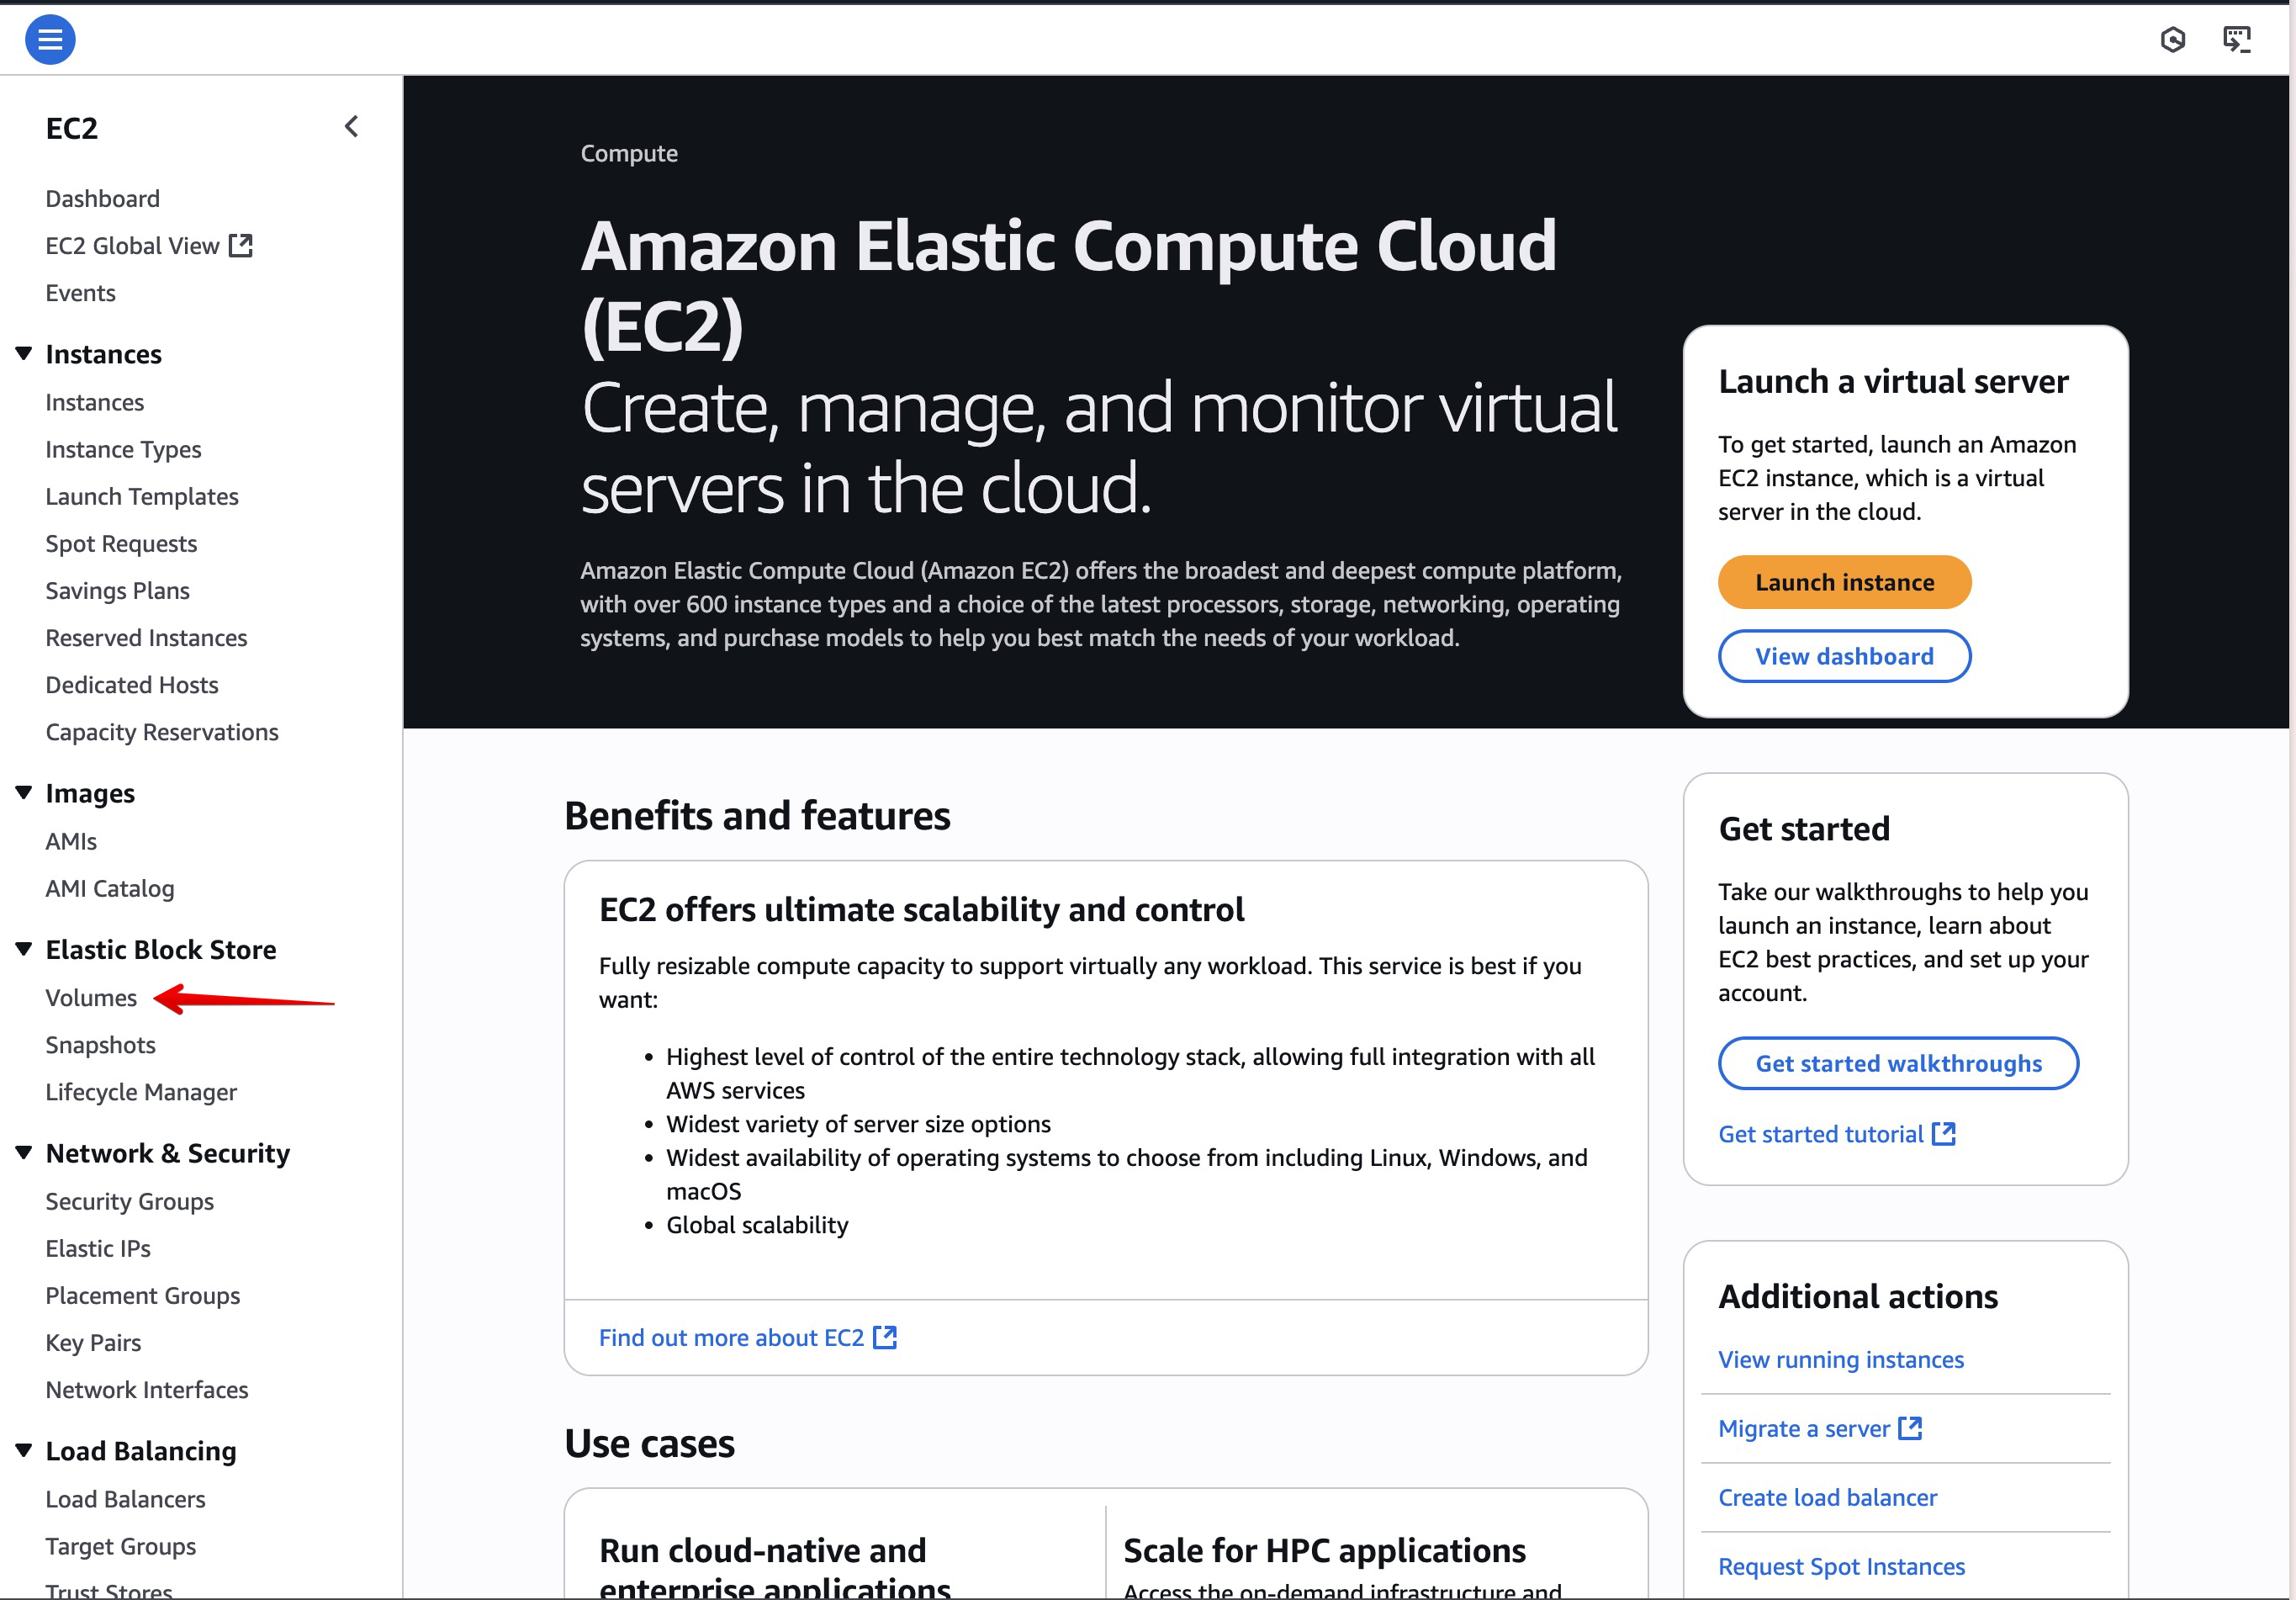 EC2
Dashboard
EC2 Global View
Events
Instances
Instances
Instance Types
Launch Templates
Spot Requests
Savings Plans
Reserved Instances
Dedicated Hosts
Capacity Reservations
Images
AMIs
AMI Catalog
Elastic Block Store
Volumes
Snapshots
Lifecycle Manager
Network & Security
Security Groups
Elastic IPs
Placement Groups
Key Pairs
Network Interfaces
Load Balancing
Load Balancers
Target Groups
Trust Stores
Compute
Amazon Elastic Compute Cloud
(EC2)
Create, manage, and monitor virtual
servers in the cloud.
Amazon Elastic Compute Cloud (Amazon EC2) offers the broadest and deepest compute platform,
with over 600 instance types and a choice of the latest processors, storage, networking, operating
systems, and purchase models to help you best match the needs of your workload.
Launch a virtual server
To get started, launch an Amazon
EC2 instance, which is a virtual
server in the cloud.
Launch instance
View dashboard
Benefits and features
EC2 offers ultimate scalability and control
Fully resizable compute capacity to support virtually any workload. This service is best if you
want:
• Highest level of control of the entire technology stack, allowing full integration with all
AWS services
• Widest variety of server size options
• Widest availability of operating systems to choose from including Linux, Windows, and
macOS
• Global scalability
Find out more about EC2
Use cases
Run cloud-native and
enterprise applications
Scale for HPC applications
Access the on-demand infrastructure and
Get started
Take our walkthroughs to help you
launch an instance, learn about
EC2 best practices, and set up your
account.
Get started walkthroughs
Get started tutorial
Additional actions
View running instances
Migrate a server
Create load balancer
Request Spot Instances